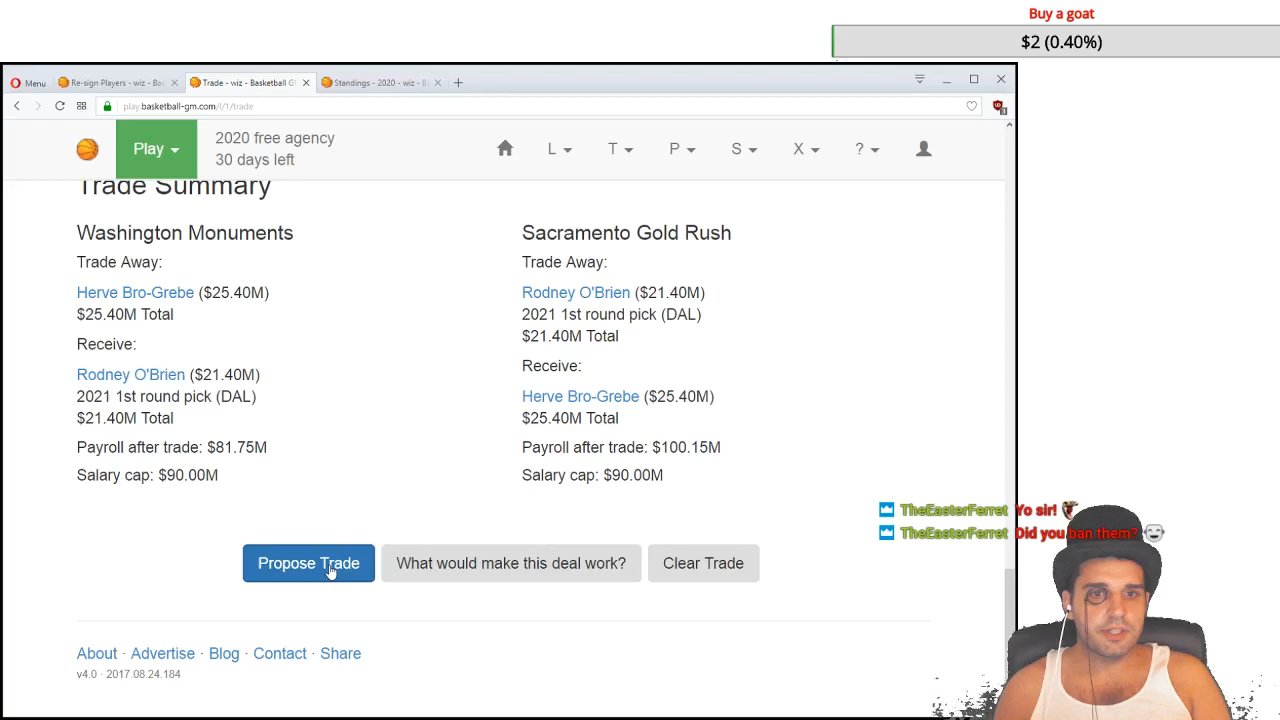 Buy a goat
$2 (0.40%)
Menu
Re-sign Players - wiz - Bas
Trade - wiz - Basketball G
Standings - 2020 - wiz - B
play.basketball-gm.com/l/1/trade
Play
2020 free agency
30 days left
L
T
P
S
X
?
Trade Summary
Washington Monuments
Trade Away:
Herve Bro-Grebe ($25.40M)
$25.40M Total
Receive:
Rodney O'Brien ($21.40M)
2021 1st round pick (DAL)
$21.40M Total
Payroll after trade: $81.75M
Salary cap: $90.00M
Sacramento Gold Rush
Trade Away:
Rodney O'Brien ($21.40M)
2021 1st round pick (DAL)
$21.40M Total
Receive:
Herve Bro-Grebe ($25.40M)
$25.40M Total
Payroll after trade: $100.15M
Salary cap: $90.00M
TheEasterFerret Yo sir!
TheEasterFerret Did you ban them?
Propose Trade
What would make this deal work?
Clear Trade
About · Advertise · Blog · Contact · Share
v4.0 · 2017.08.24.184